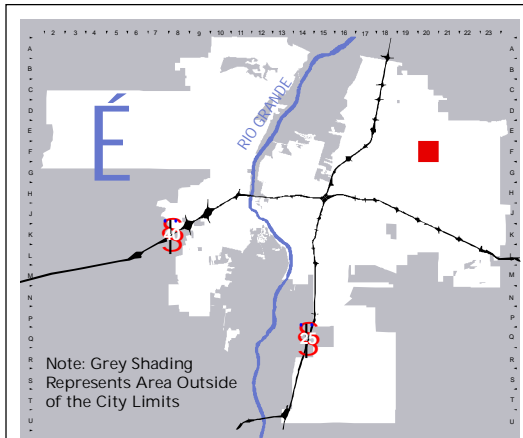 2 3 4 5 6 7 8 9 10 11 12 13 14 15 16 17 18 19 20 21 22 23
A A
B B
C C
D D
E E
F F
G G
H H
J J
K K
L L
M M
N N
P P
Q Q
R R
S S
T T
U U
RIO GRANDE
É
40
25
Note: Grey Shading
Represents Area Outside
of the City Limits